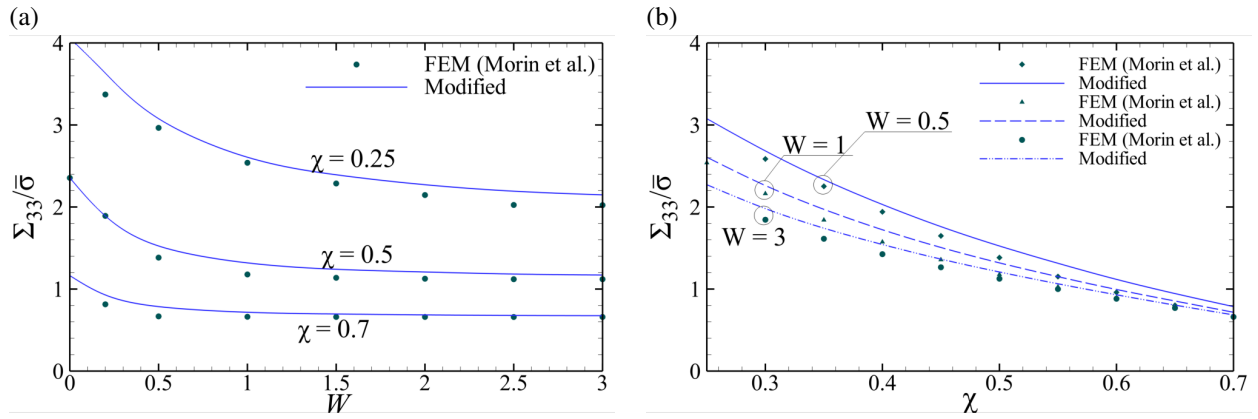 (a)
4
3
2
1
0
Σ33/σ̅
FEM (Morin et al.)
Modified
χ = 0.25
χ = 0.5
χ = 0.7
0 0.5 1 1.5 2 2.5 3
W
(b)
4
3
2
1
0
Σ33/σ̅
FEM (Morin et al.)
Modified
FEM (Morin et al.)
Modified
FEM (Morin et al.)
Modified
W = 0.5
W = 1
W = 3
0.3 0.4 0.5 0.6 0.7
χ